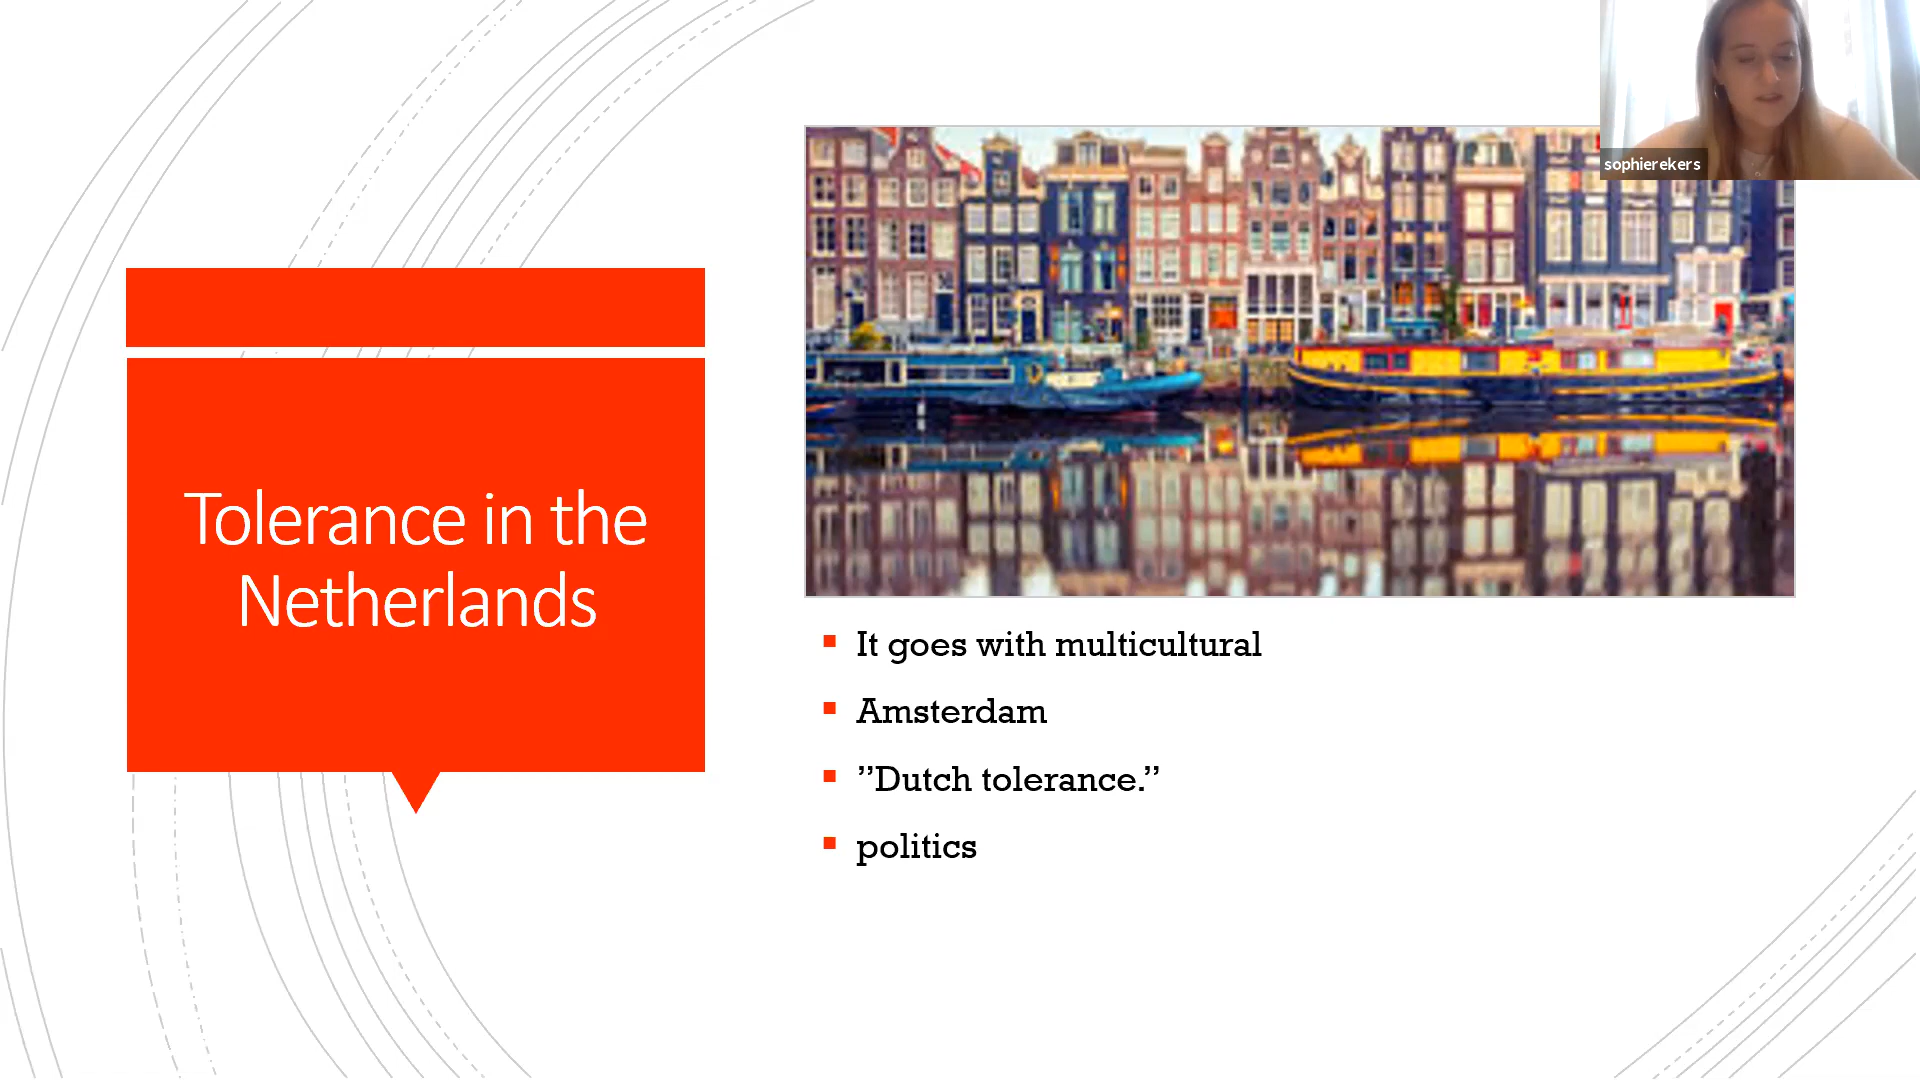 sophierekers
Tolerance in the
Netherlands
It goes with multicultural
Amsterdam
”Dutch tolerance.”
politics